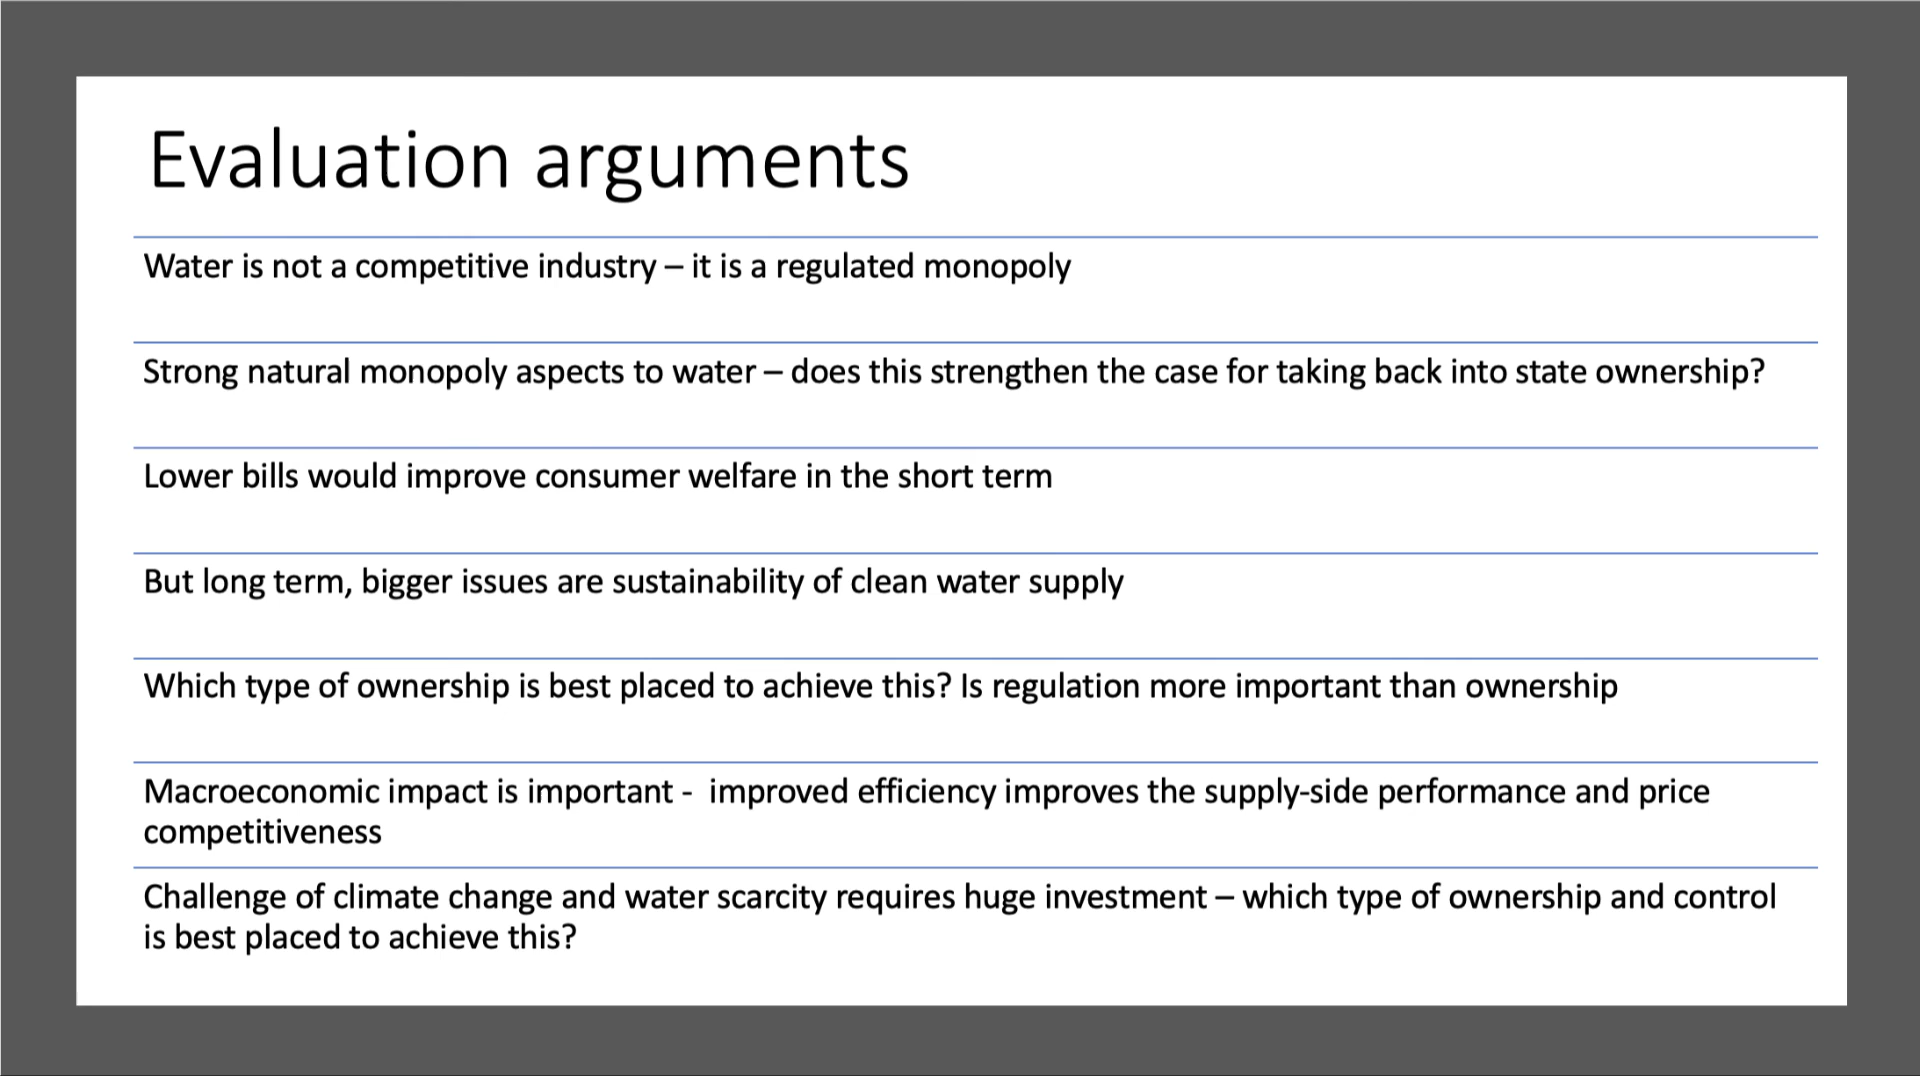 Evaluation arguments
Water is not a competitive industry – it is a regulated monopoly
Strong natural monopoly aspects to water – does this strengthen the case for taking back into state ownership?
Lower bills would improve consumer welfare in the short term
But long term, bigger issues are sustainability of clean water supply
Which type of ownership is best placed to achieve this? Is regulation more important than ownership
Macroeconomic impact is important -  improved efficiency improves the supply-side performance and price
competitiveness
Challenge of climate change and water scarcity requires huge investment – which type of ownership and control
is best placed to achieve this?